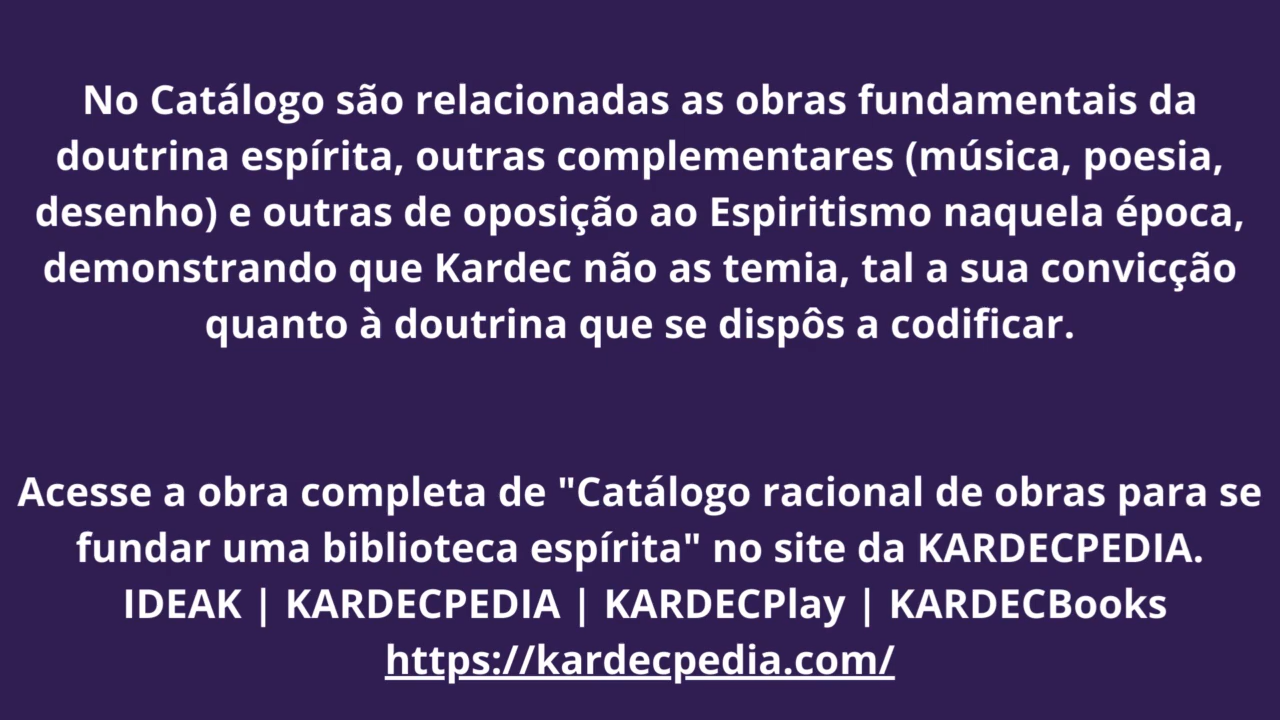 No Catálogo são relacionadas as obras fundamentais da
doutrina espírita, outras complementares (música, poesia,
desenho) e outras de oposição ao Espiritismo naquela época,
demonstrando que Kardec não as temia, tal a sua convicção
quanto à doutrina que se dispôs a codificar.
Acesse a obra completa de "Catálogo racional de obras para se
fundar uma biblioteca espírita" no site da KARDECPEDIA.
IDEAK | KARDECPEDIA | KARDECPlay | KARDECBooks
https://kardecpedia.com/